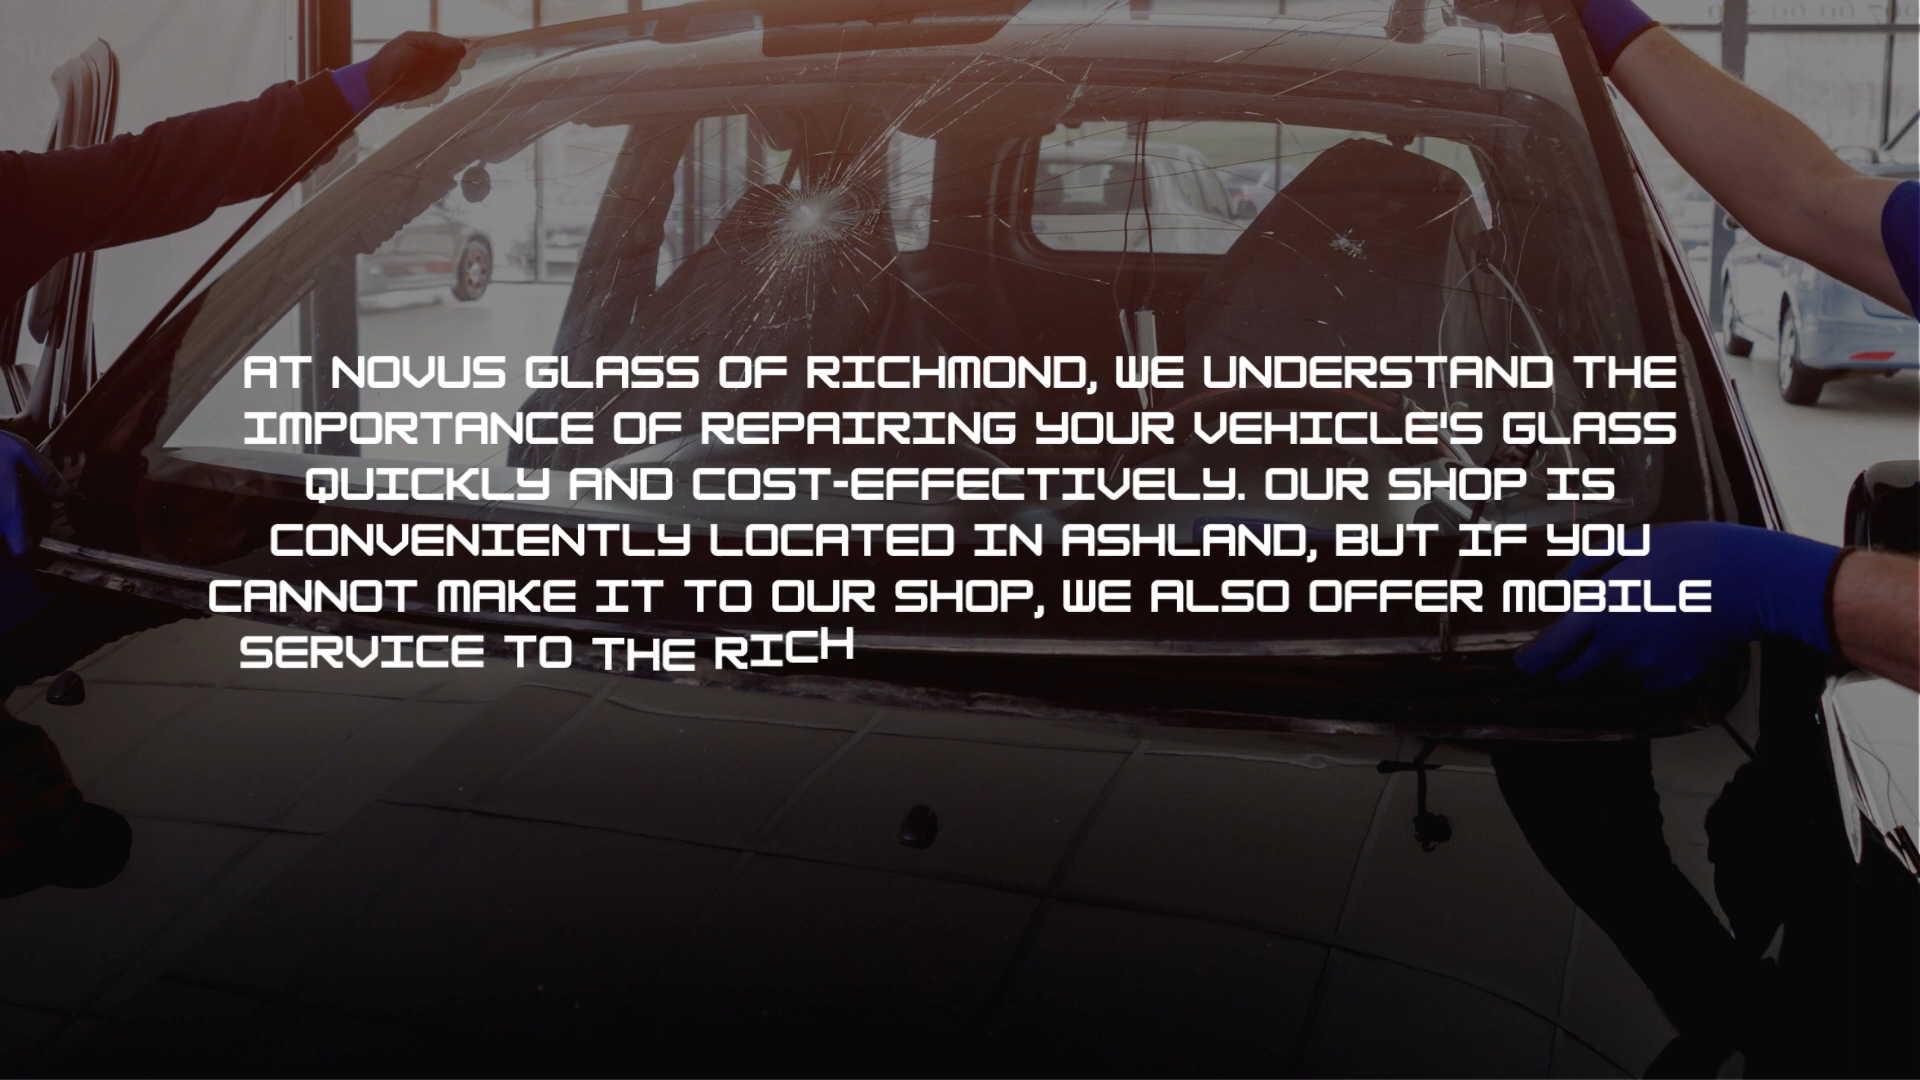 AT NOVUS GLASS OF RICHMOND, WE UNDERSTAND THE
IMPORTANCE OF REPAIRING YOUR VEHICLE'S GLASS
QUICKLY AND COST-EFFECTIVELY. OUR SHOP IS
CONVENIENTLY LOCATED IN ASHLAND, BUT IF YOU
CANNOT MAKE IT TO OUR SHOP, WE ALSO OFFER MOBILE
SERVICE TO THE RICH